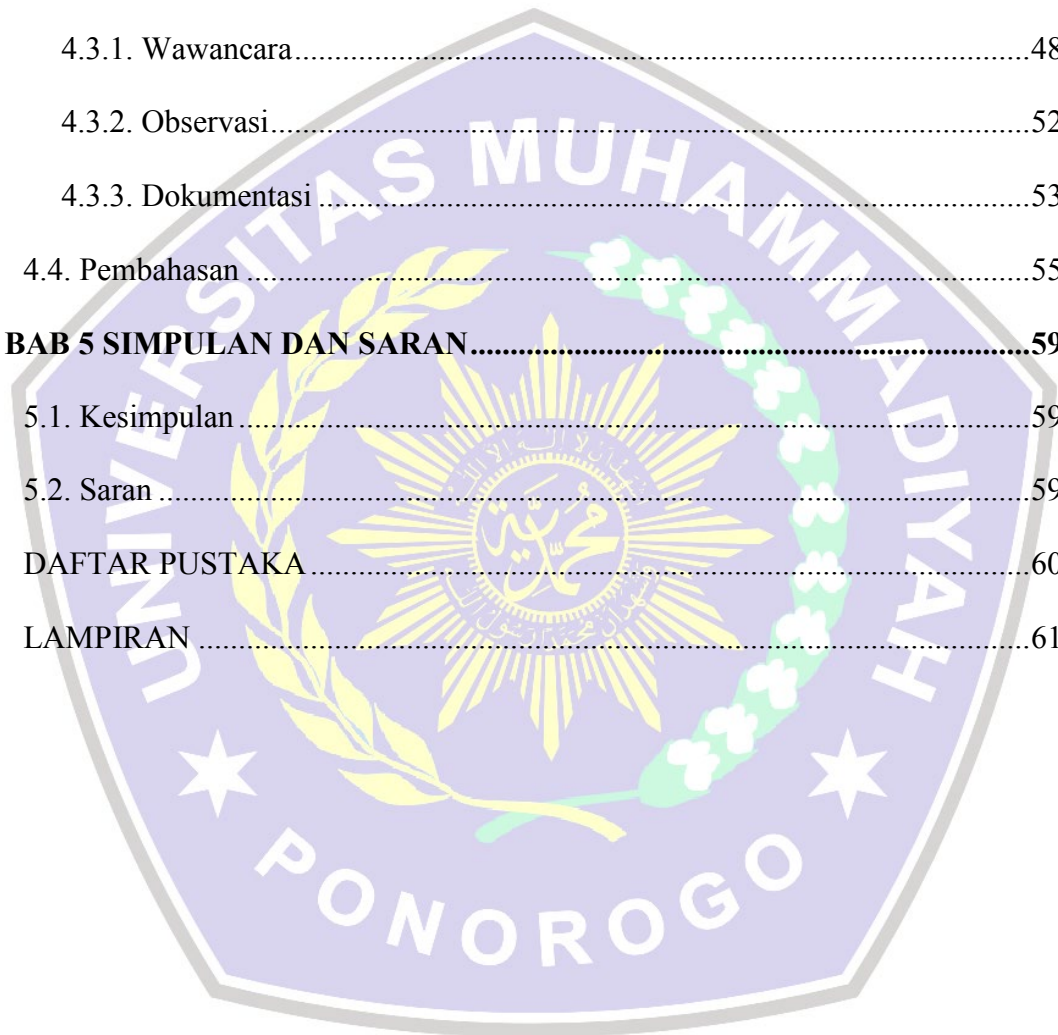 4.3.1. Wawancara.....48
4.3.2. Observasi.....52
4.3.3. Dokumentasi.....53
4.4. Pembahasan.....55
BAB 5 SIMPULAN DAN SARAN.....59
5.1. Kesimpulan.....59
5.2. Saran.....59
DAFTAR PUSTAKA.....60
LAMPIRAN.....61
UNIVERSITAS MUHAMMADIYAH
PONOROGO